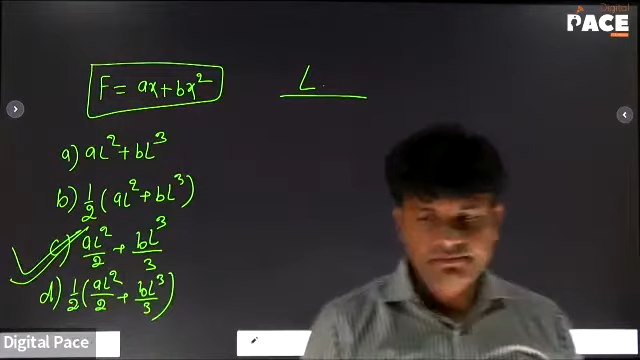 Digital
PACE
F = ax + bx²
L
a) aL² + bL³
b) 1/2 (aL² + bL³)
c) aL²/2 + bL³/3
d) 1/2 (aL²/2 + bL³/3)
Digital Pace